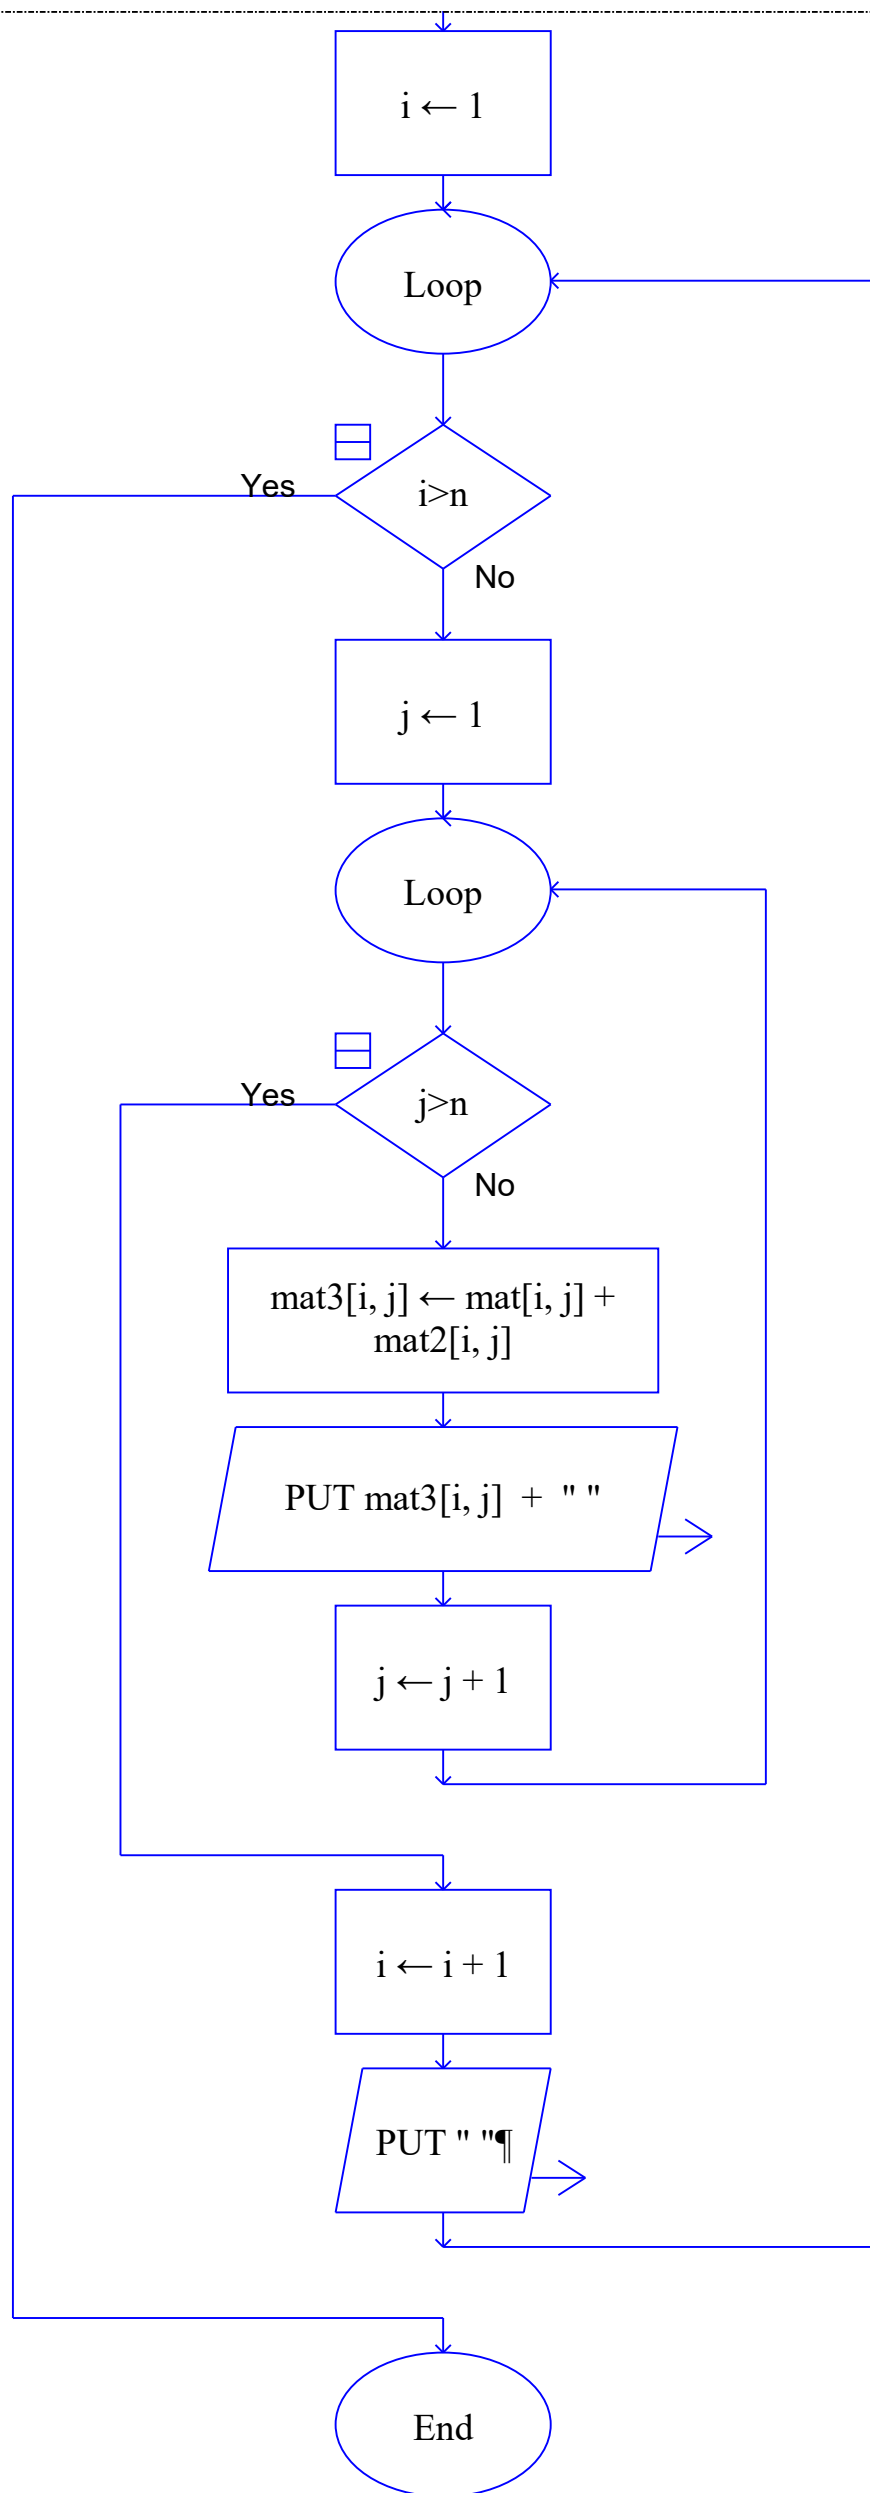 i ← 1
Loop
Yes
i>n
No
j ← 1
Loop
Yes
j>n
No
mat3[i, j] ← mat[i, j] +
mat2[i, j]
PUT mat3[i, j] + " "
j ← j + 1
i ← i + 1
PUT " "¶
End